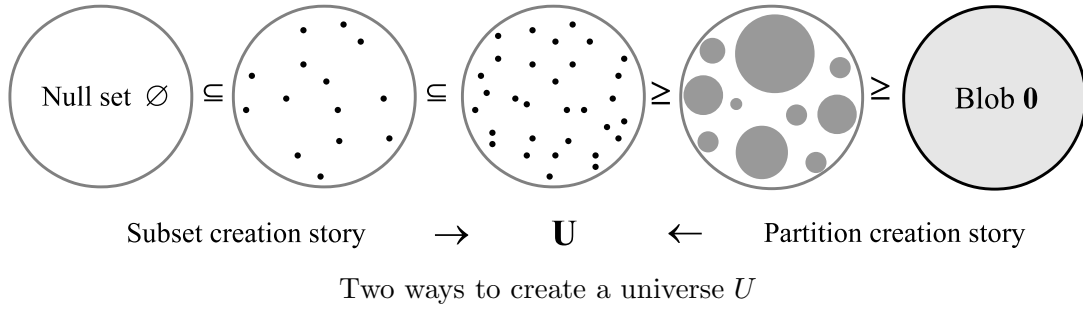 Null set ∅ ⊆ ⊆ ≥ ≥ Blob 0
Subset creation story → U ← Partition creation story
Two ways to create a universe U